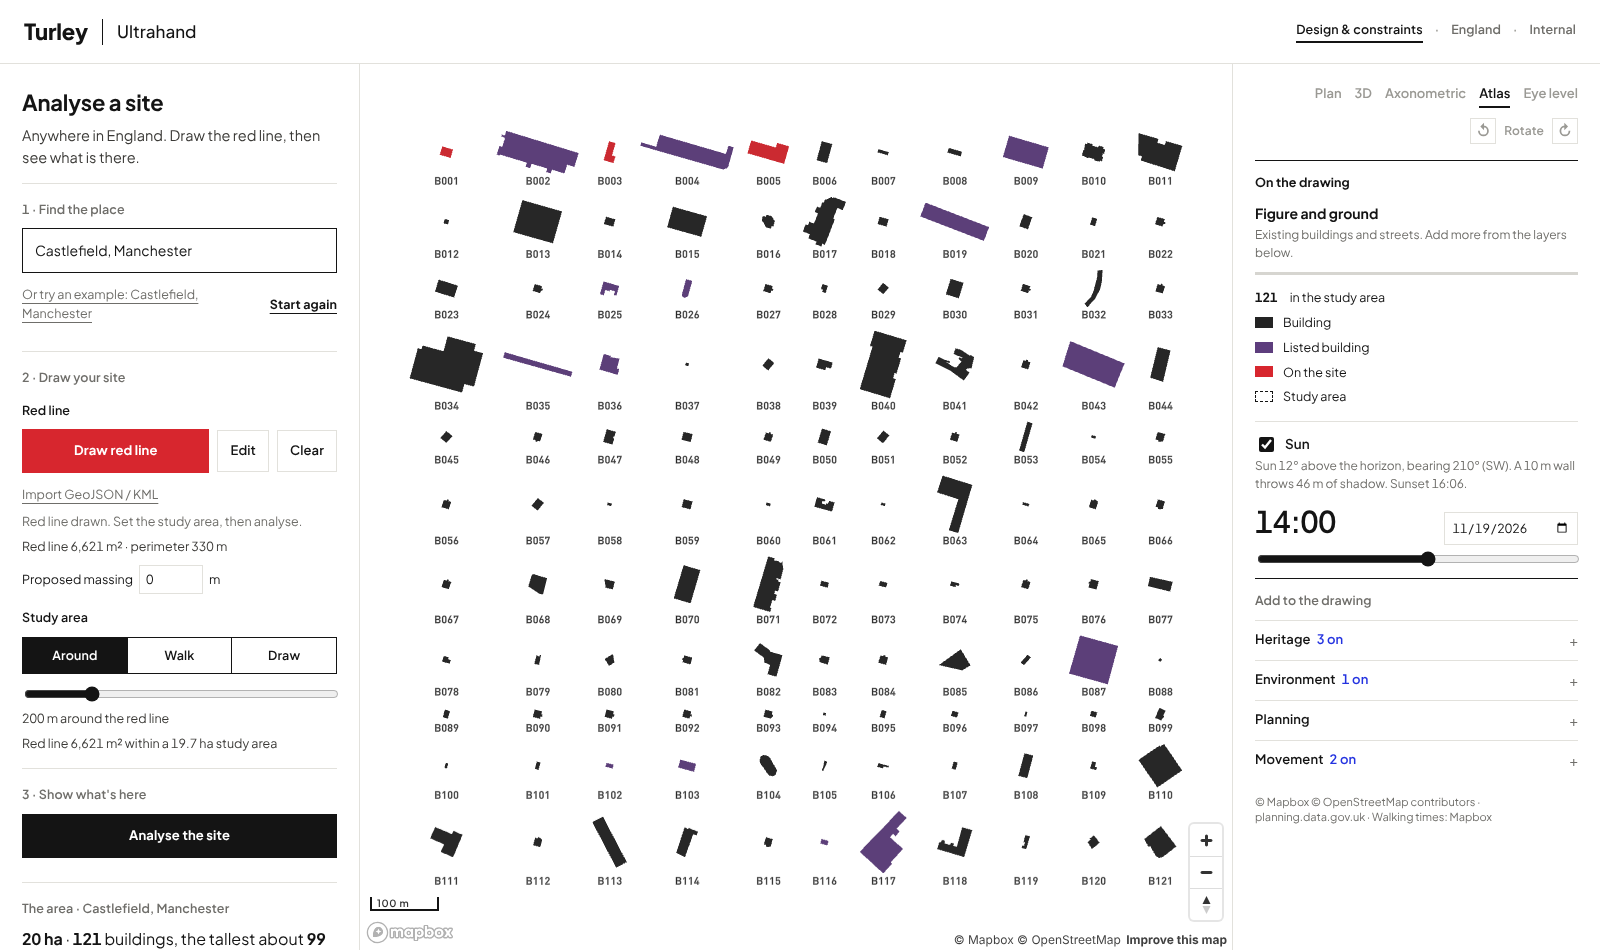 Turley | Ultrahand
Design & constraints · England · Internal
Analyse a site
Anywhere in England. Draw the red line, then
see what is there.
1 · Find the place
Castlefield, Manchester
Or try an example: Castlefield,
Manchester
Start again
2 · Draw your site
Red line
Draw red line
Edit
Clear
Import GeoJSON / KML
Red line drawn. Set the study area, then analyse.
Red line 6,621 m² · perimeter 330 m
Proposed massing 0 m
Study area
Around
Walk
Draw
200 m around the red line
Red line 6,621 m² within a 19.7 ha study area
3 · Show what's here
Analyse the site
The area · Castlefield, Manchester
20 ha · 121 buildings, the tallest about 99
B001 B002 B003 B004 B005 B006 B007 B008 B009 B010 B011
B012 B013 B014 B015 B016 B017 B018 B019 B020 B021 B022
B023 B024 B025 B026 B027 B028 B029 B030 B031 B032 B033
B034 B035 B036 B037 B038 B039 B040 B041 B042 B043 B044
B045 B046 B047 B048 B049 B050 B051 B052 B053 B054 B055
B056 B057 B058 B059 B060 B061 B062 B063 B064 B065 B066
B067 B068 B069 B070 B071 B072 B073 B074 B075 B076 B077
B078 B079 B080 B081 B082 B083 B084 B085 B086 B087 B088
B089 B090 B091 B092 B093 B094 B095 B096 B097 B098 B099
B100 B101 B102 B103 B104 B105 B106 B107 B108 B109 B110
B111 B112 B113 B114 B115 B116 B117 B118 B119 B120 B121
100 m
mapbox
© Mapbox © OpenStreetMap Improve this map
Plan 3D Axonometric Atlas Eye level
Rotate
On the drawing
Figure and ground
Existing buildings and streets. Add more from the layers
below.
121 in the study area
Building
Listed building
On the site
Study area
Sun
Sun 12° above the horizon, bearing 210° (SW). A 10 m wall
throws 46 m of shadow. Sunset 16:06.
14:00
11/19/2026
Add to the drawing
Heritage 3 on +
Environment 1 on +
Planning +
Movement 2 on +
© Mapbox © OpenStreetMap contributors ·
planning.data.gov.uk · Walking times: Mapbox